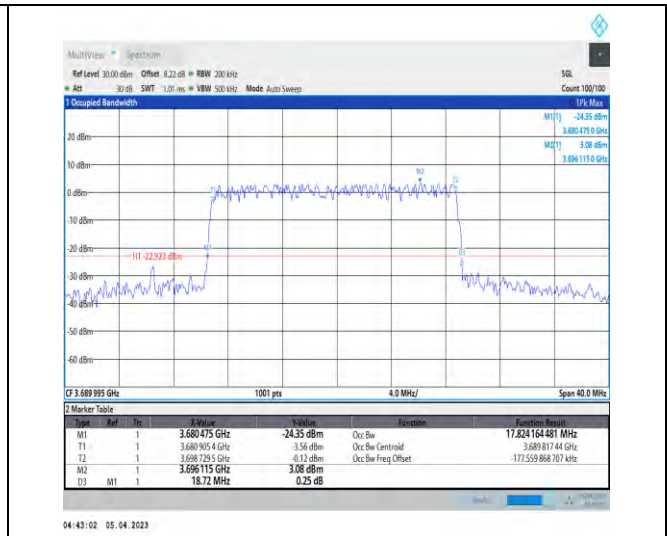 MultiView Spectrum
Ref Level 30.00 dBm Offset 8.22 dB RBW 200 kHz SGL
Att 30 dB SWT 1.01 ms VBW 500 kHz Mode Auto Sweep Count 100/100
1 Occupied Bandwidth 1Pk Max
M1[1] -24.35 dBm
3.680 475 0 GHz
M2[1] 3.08 dBm
3.696 115 0 GHz
20 dBm
10 dBm
M2
0 dBm
-10 dBm
-20 dBm
M1
H1 -22.923 dBm
D3
-30 dBm
-40 dBm
-50 dBm
-60 dBm
CF 3.689 995 GHz 1001 pts 4.0 MHz/ Span 40.0 MHz
2 Marker Table
Type Ref Trc X-Value Y-Value Function Function Result
M1 1 3.680475 GHz -24.35 dBm Occ Bw 17.824 164 481 MHz
T1 1 3.680 905 4 GHz -3.56 dBm Occ Bw Centroid 3.689 817 44 GHz
T2 1 3.698 729 5 GHz -0.12 dBm Occ Bw Freq Offset -177.559 868 707 kHz
M2 1 3.696115 GHz 3.08 dBm
D3 M1 1 18.72 MHz 0.25 dB
04:43:02 05.04.2023